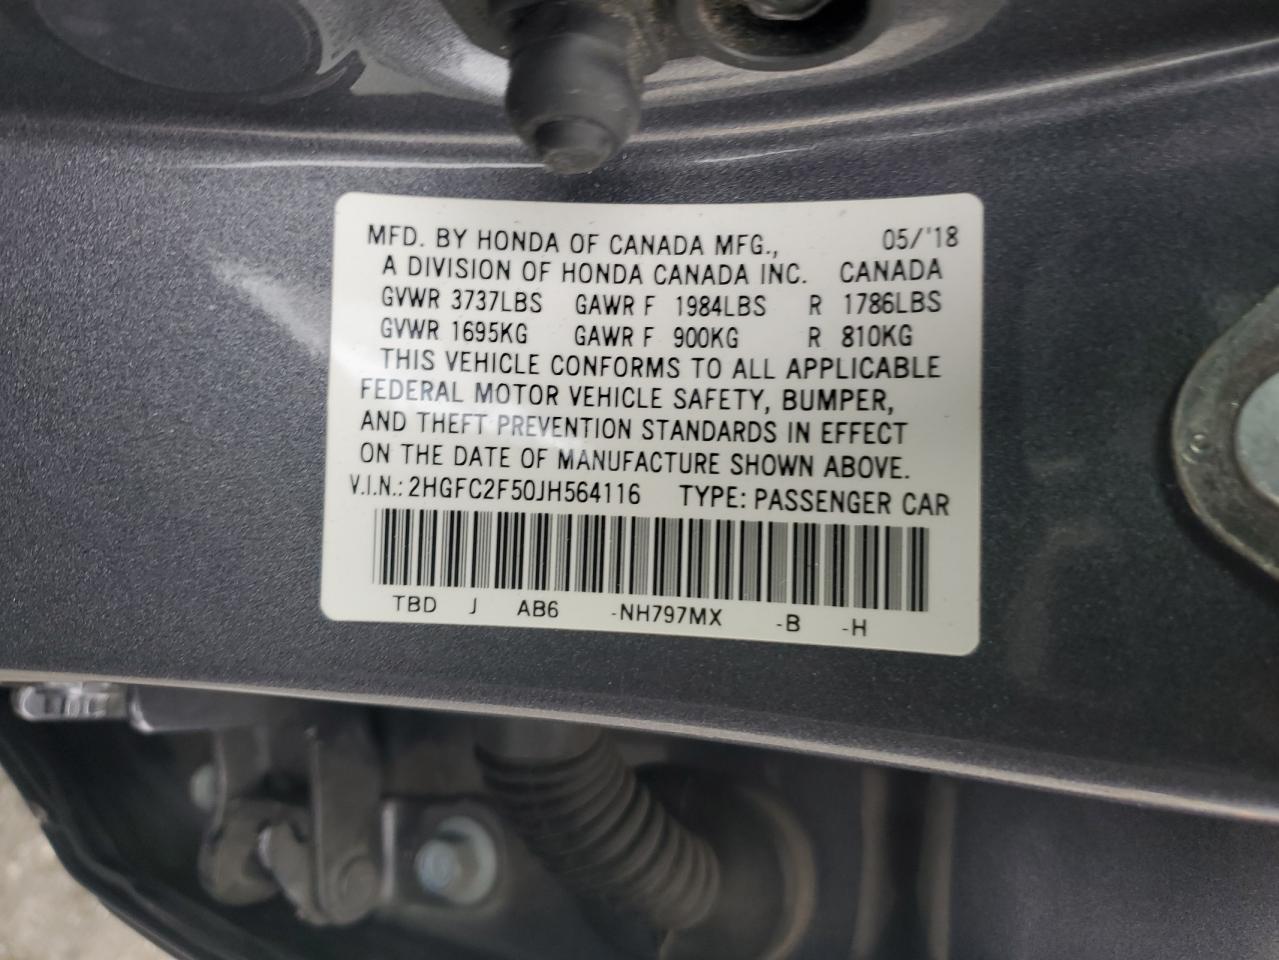 MFD. BY HONDA OF CANADA MFG., 05/'18
A DIVISION OF HONDA CANADA INC. CANADA
GVWR 3737LBS GAWR F 1984LBS R 1786LBS
GVWR 1695KG GAWR F 900KG R 810KG
THIS VEHICLE CONFORMS TO ALL APPLICABLE
FEDERAL MOTOR VEHICLE SAFETY, BUMPER,
AND THEFT PREVENTION STANDARDS IN EFFECT
ON THE DATE OF MANUFACTURE SHOWN ABOVE.
V.I.N.: 2HGFC2F50JH564116 TYPE: PASSENGER CAR
TBD J AB6 -NH797MX -B -H